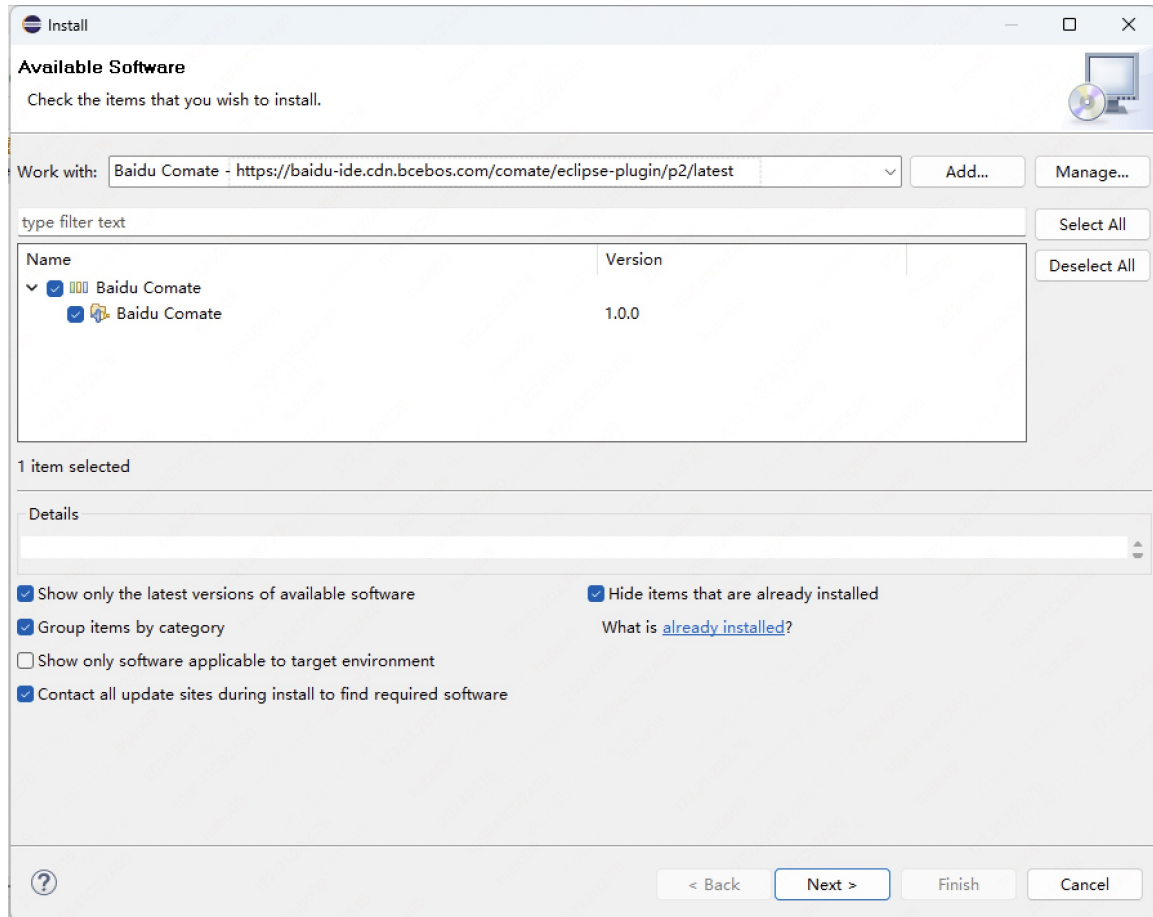 Install
Available Software
Check the items that you wish to install.
Work with: Baidu Comate - https://baidu-ide.cdn.bcebos.com/comate/eclipse-plugin/p2/latest Add... Manage...
type filter text Select All
Name Version Deselect All
Baidu Comate
Baidu Comate 1.0.0
1 item selected
Details
Show only the latest versions of available software Hide items that are already installed
Group items by category What is already installed?
Show only software applicable to target environment
Contact all update sites during install to find required software
? < Back Next > Finish Cancel